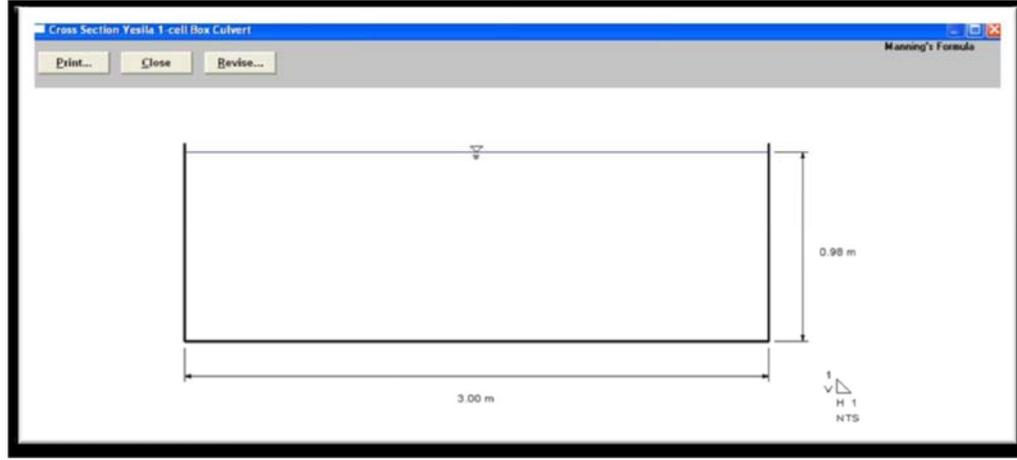 Cross Section Yesila 1-cell Box Culvert
Manning's Formula
Print... Close Revise...
0.98 m
3.00 m
1
V
H 1
NTS